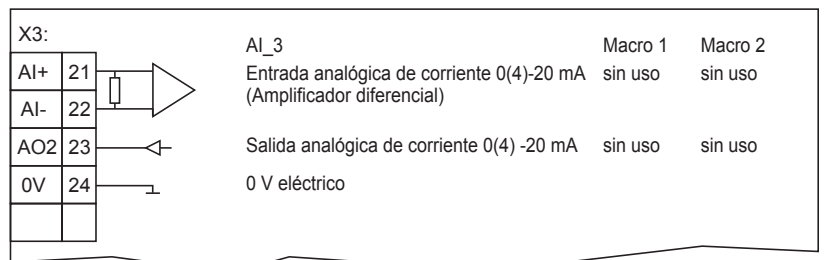 X3:
AI_3 Macro 1 Macro 2
AI+ 21 Entrada analógica de corriente 0(4)-20 mA sin uso sin uso
(Amplificador diferencial)
AI- 22
AO2 23 Salida analógica de corriente 0(4) -20 mA sin uso sin uso
0V 24 0 V eléctrico